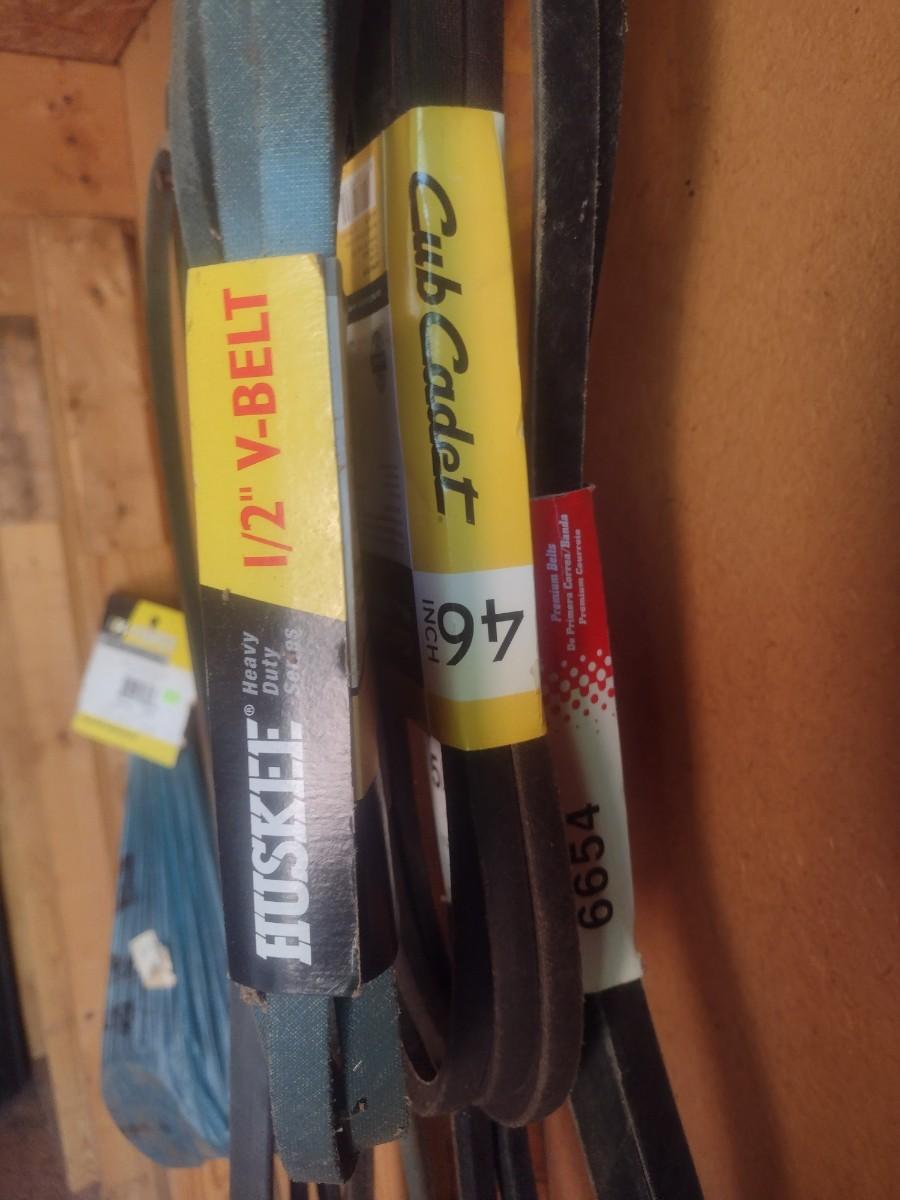 HUSKEE® Heavy
Duty
Series
1/2" V-BELT
Cub Cadet
46
INCH
Premium Belts
De Primera Correa/Banda
Premium Courroie
6654